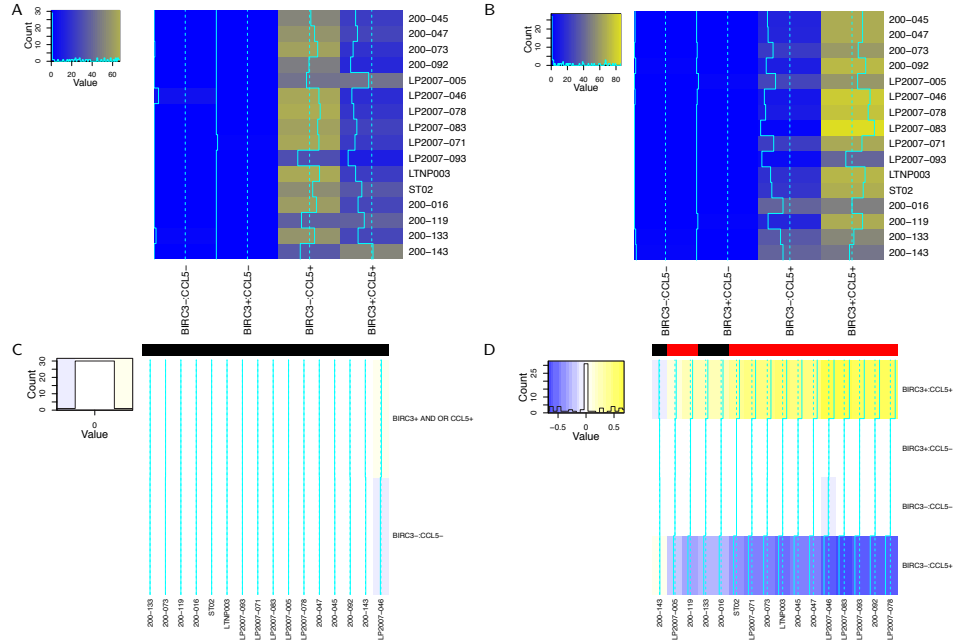 A
Count
0 10 20 30
0 20 40 60
Value
200−045
200−047
200−073
200−092
LP2007−005
LP2007−046
LP2007−078
LP2007−083
LP2007−071
LP2007−093
LTNP003
ST02
200−016
200−119
200−133
200−143
BIRC3−:CCL5−
BIRC3+:CCL5−
BIRC3−:CCL5+
BIRC3+:CCL5+
B
Count
0 10 20
0 20 40 60 80
Value
200−045
200−047
200−073
200−092
LP2007−005
LP2007−046
LP2007−078
LP2007−083
LP2007−071
LP2007−093
LTNP003
ST02
200−016
200−119
200−133
200−143
BIRC3−:CCL5−
BIRC3+:CCL5−
BIRC3−:CCL5+
BIRC3+:CCL5+
C
Count
0 10 20 30
0
Value
BIRC3+ AND OR CCL5+
BIRC3−:CCL5−
200−133
200−073
200−119
200−016
ST02
LTNP003
LP2007−093
LP2007−071
LP2007−083
LP2007−005
LP2007−078
200−047
200−045
200−092
200−143
LP2007−046
D
Count
0 5 15 25
−0.5 0 0.5
Value
BIRC3+:CCL5+
BIRC3+:CCL5−
BIRC3−:CCL5−
BIRC3−:CCL5+
200−143
LP2007−005
200−119
200−133
200−016
ST02
LP2007−071
200−073
LTNP003
200−045
200−047
LP2007−046
LP2007−083
LP2007−093
200−092
LP2007−078